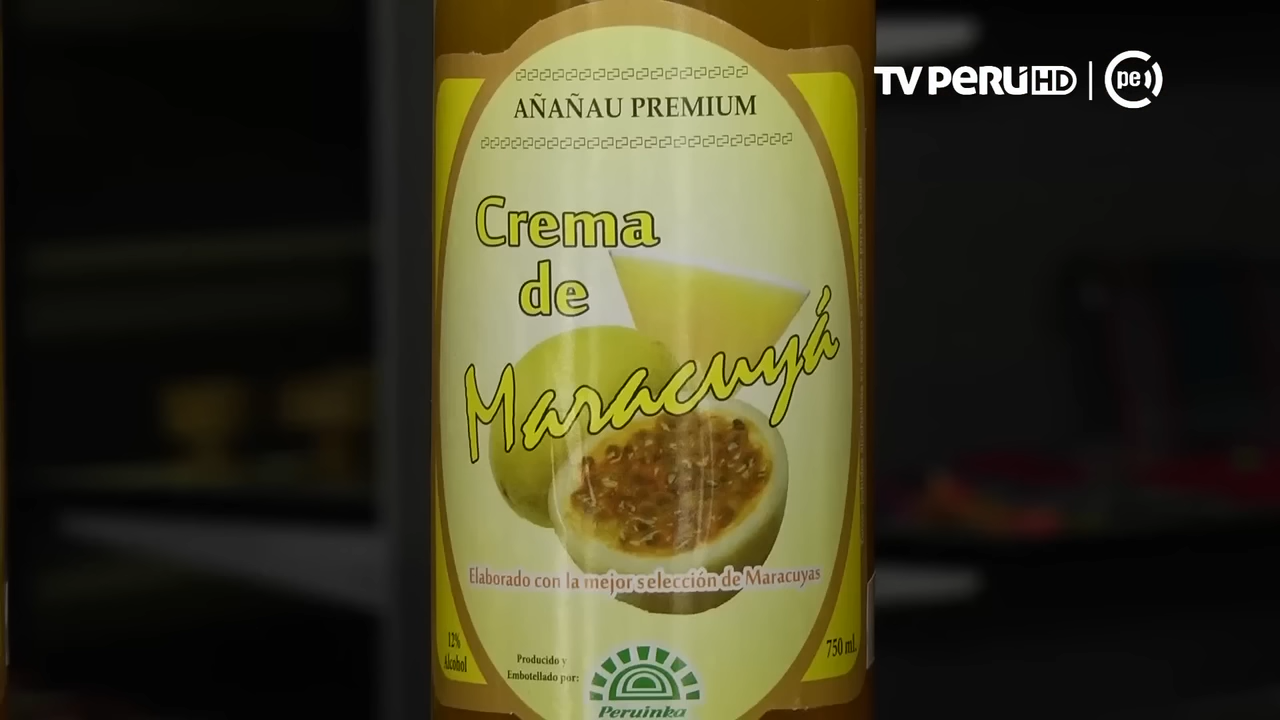 TV PERÚ HD | pe
AÑAÑAU PREMIUM
Crema
de
Maracuyá
Elaborado con la mejor selección de Maracuyas
12%
Alcohol
750 ml.
Producido y
Embotellado por:
Peruinka